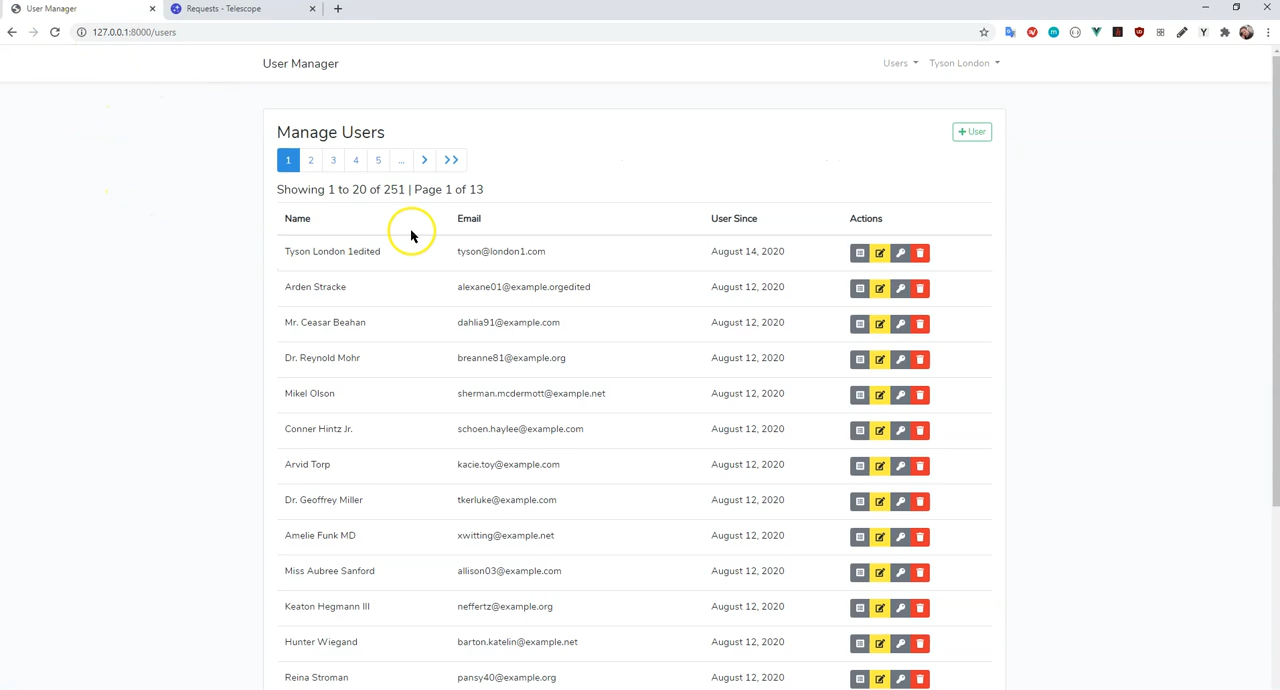 User Manager
Requests - Telescope
127.0.0.1:8000/users
User Manager
Users
Tyson London
Manage Users
+ User
1 2 3 4 5 ... > >>
Showing 1 to 20 of 251 | Page 1 of 13
Name Email User Since Actions
Tyson London 1edited tyson@london1.com August 14, 2020
Arden Stracke alexane01@example.orgedited August 12, 2020
Mr. Ceasar Beahan dahlia91@example.com August 12, 2020
Dr. Reynold Mohr breanne81@example.org August 12, 2020
Mikel Olson sherman.mcdermott@example.net August 12, 2020
Conner Hintz Jr. schoen.haylee@example.com August 12, 2020
Arvid Torp kacie.toy@example.com August 12, 2020
Dr. Geoffrey Miller tkerluke@example.com August 12, 2020
Amelie Funk MD xwitting@example.net August 12, 2020
Miss Aubree Sanford allison03@example.com August 12, 2020
Keaton Hegmann III neffertz@example.org August 12, 2020
Hunter Wiegand barton.katelin@example.net August 12, 2020
Reina Stroman pansy40@example.org August 12, 2020